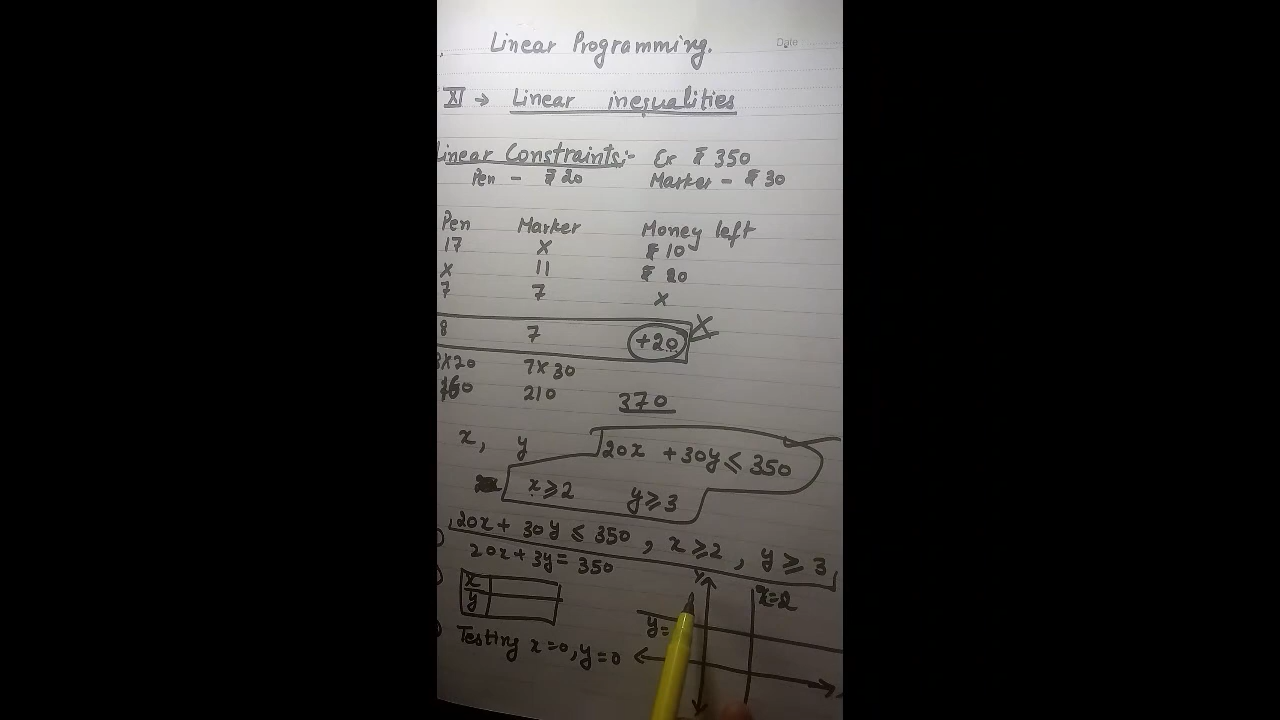 Linear Programming.
Date
XI → Linear inequalities
Linear Constraints:- Ex ₹ 350
Pen - ₹ 20 Marker - ₹ 30
Pen Marker Money left
17 X ₹ 10
X 11 ₹ 20
7 7 X
8 7 +20 X
8x20 7x30
160 210 370
x, y 20x + 30y ≤ 350
x ≥ 2 y ≥ 3
20x + 30y ≤ 350, x ≥ 2, y ≥ 3
20x + 3y = 350
y x=2
x
y
y=
Testing x=0, y=0